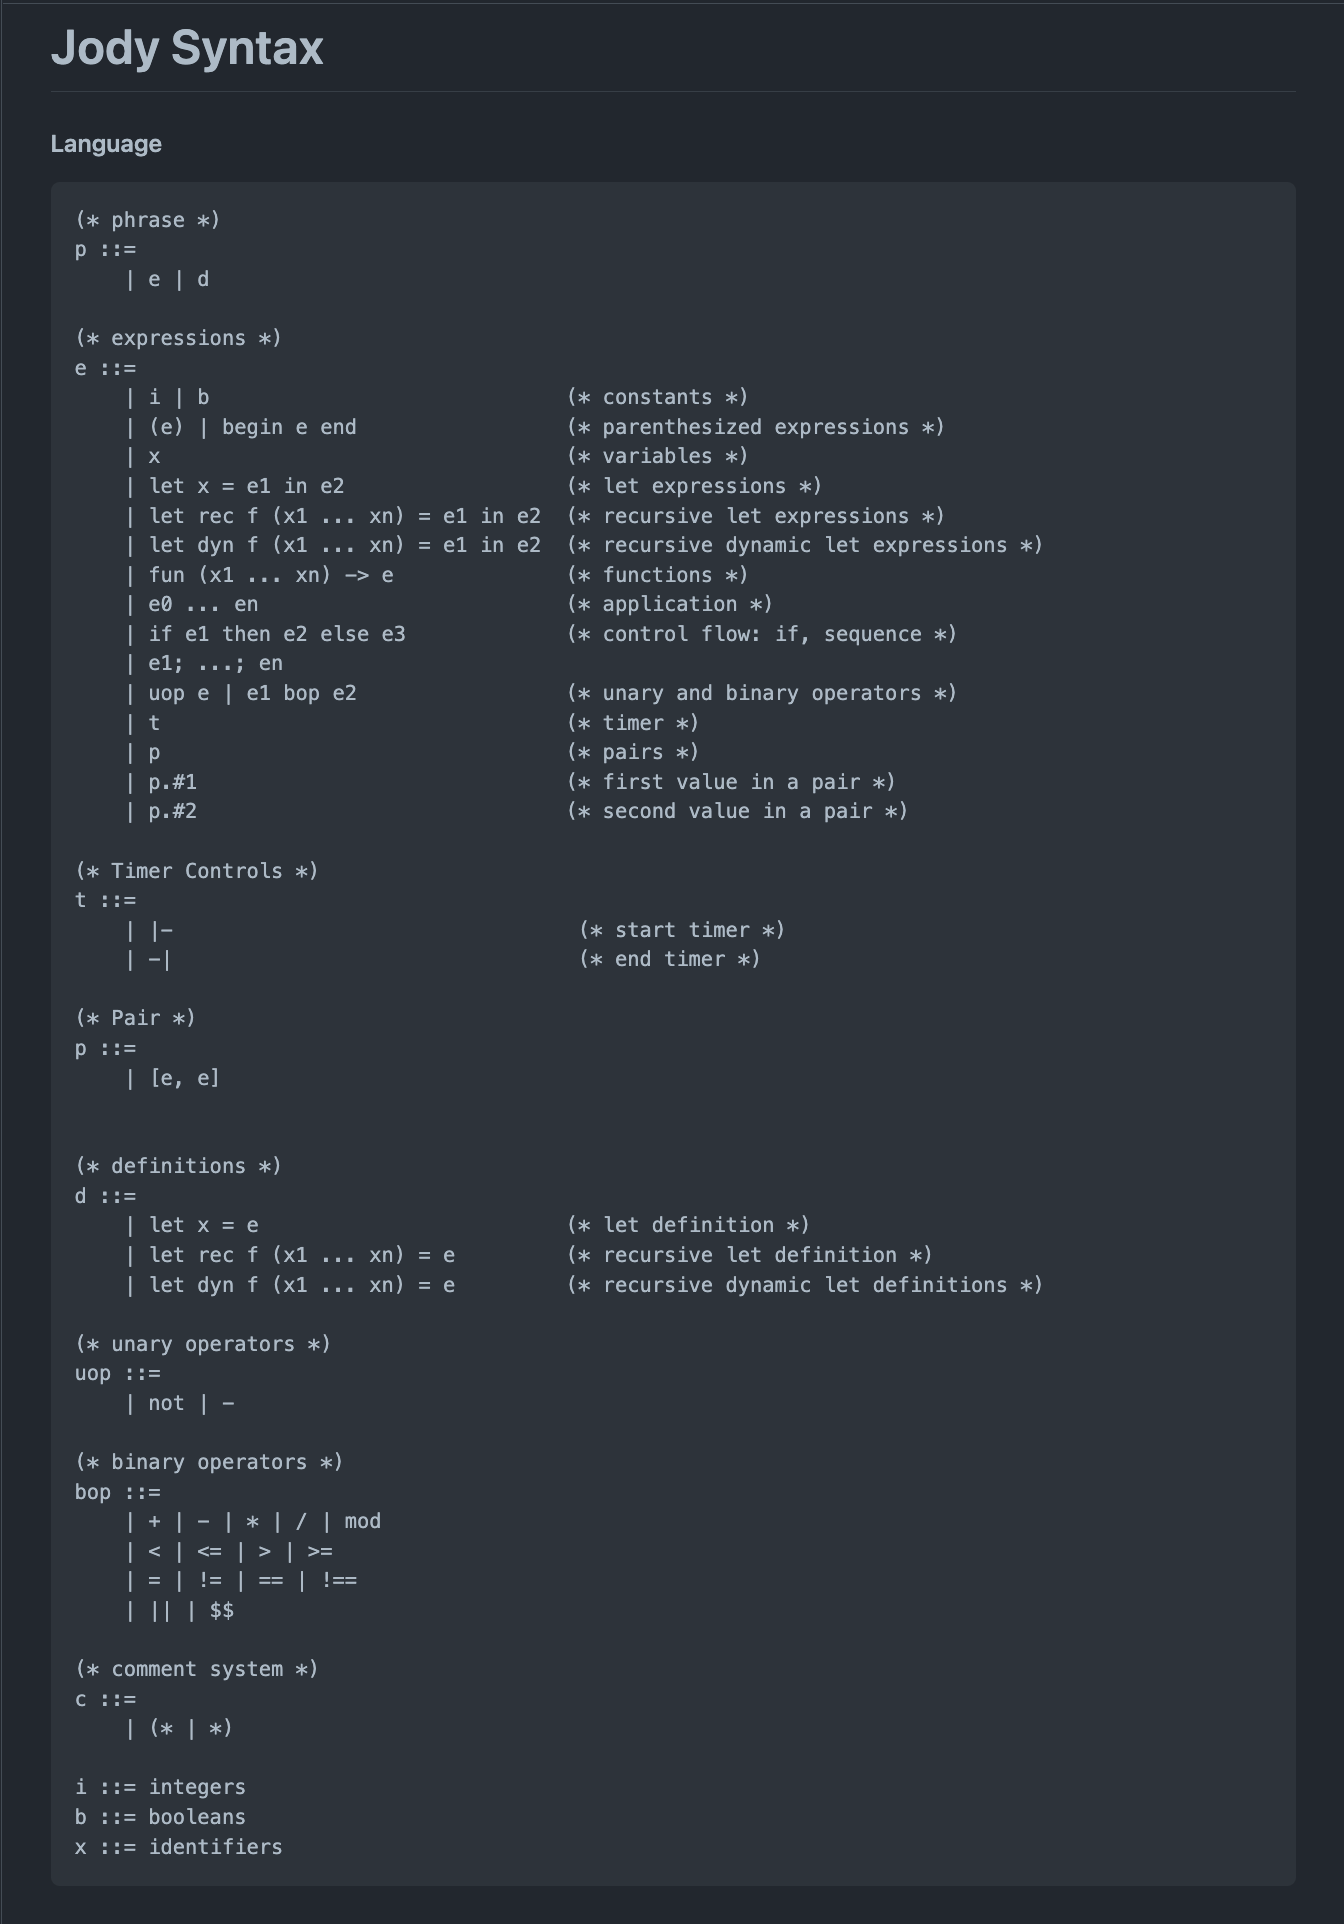 Jody Syntax
Language
(* phrase *)
p ::=
    | e | d
(* expressions *)
e ::=
    | i | b                             (* constants *)
    | (e) | begin e end                 (* parenthesized expressions *)
    | x                                 (* variables *)
    | let x = e1 in e2                  (* let expressions *)
    | let rec f (x1 ... xn) = e1 in e2  (* recursive let expressions *)
    | let dyn f (x1 ... xn) = e1 in e2  (* recursive dynamic let expressions *)
    | fun (x1 ... xn) -> e              (* functions *)
    | e0 ... en                         (* application *)
    | if e1 then e2 else e3             (* control flow: if, sequence *)
    | e1; ...; en
    | uop e | e1 bop e2                 (* unary and binary operators *)
    | t                                 (* timer *)
    | p                                 (* pairs *)
    | p.#1                              (* first value in a pair *)
    | p.#2                              (* second value in a pair *)
(* Timer Controls *)
t ::=
    | |-                                 (* start timer *)
    | -|                                 (* end timer *)
(* Pair *)
p ::=
    | [e, e]
(* definitions *)
d ::=
    | let x = e                         (* let definition *)
    | let rec f (x1 ... xn) = e         (* recursive let definition *)
    | let dyn f (x1 ... xn) = e         (* recursive dynamic let definitions *)
(* unary operators *)
uop ::=
    | not | -
(* binary operators *)
bop ::=
    | + | - | * | / | mod
    | < | <= | > | >=
    | = | != | == | !==
    | || | $$
(* comment system *)
c ::=
    | (* | *)
i ::= integers
b ::= booleans
x ::= identifiers